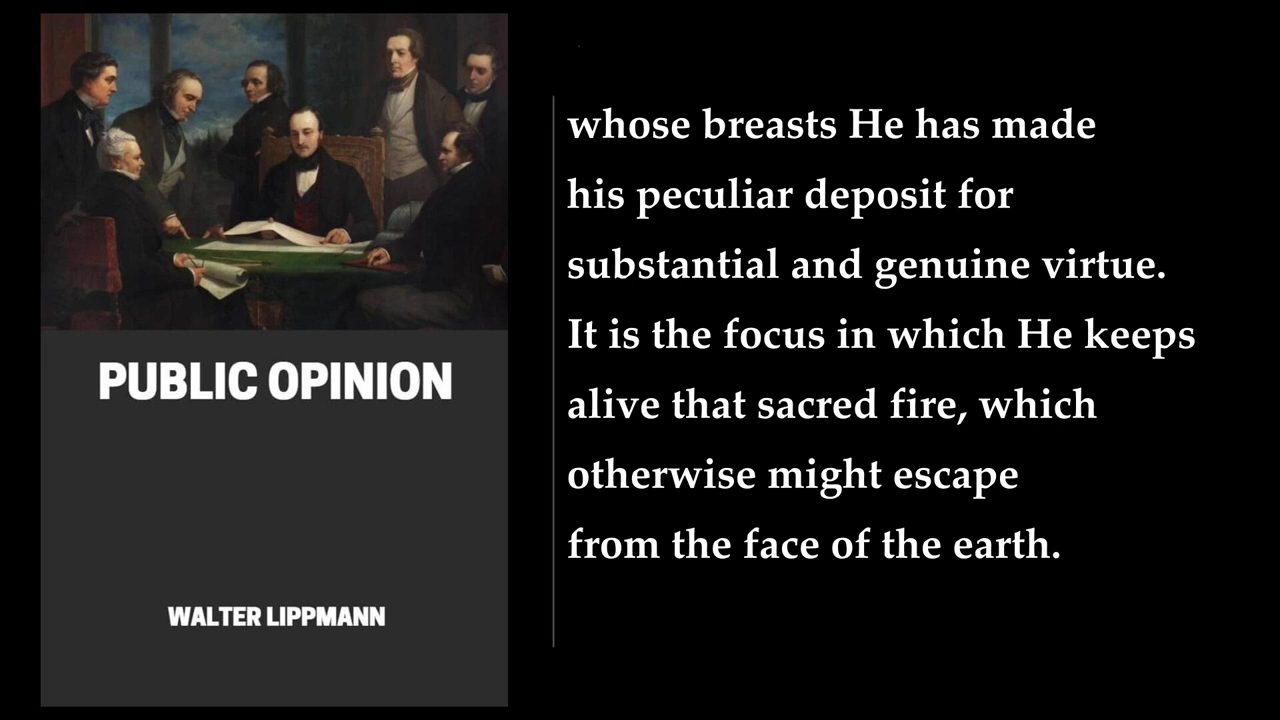 PUBLIC OPINION
WALTER LIPPMANN
whose breasts He has made
his peculiar deposit for
substantial and genuine virtue.
It is the focus in which He keeps
alive that sacred fire, which
otherwise might escape
from the face of the earth.